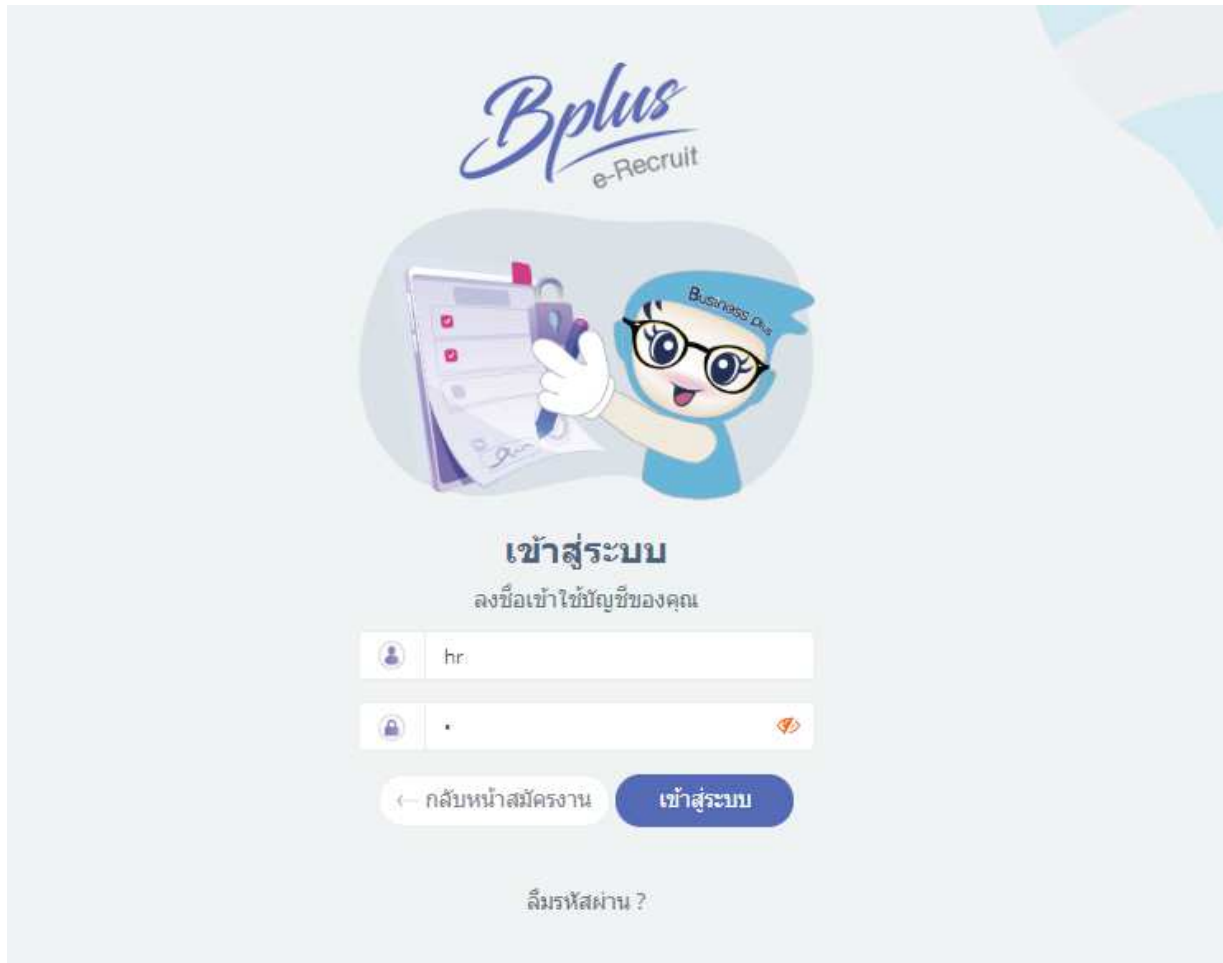 Bplus
e-Recruit
Business Plus
เข้าสู่ระบบ
ลงชื่อเข้าใช้บัญชีของคุณ
hr
•
← กลับหน้าสมัครงาน
เข้าสู่ระบบ
ลืมรหัสผ่าน ?